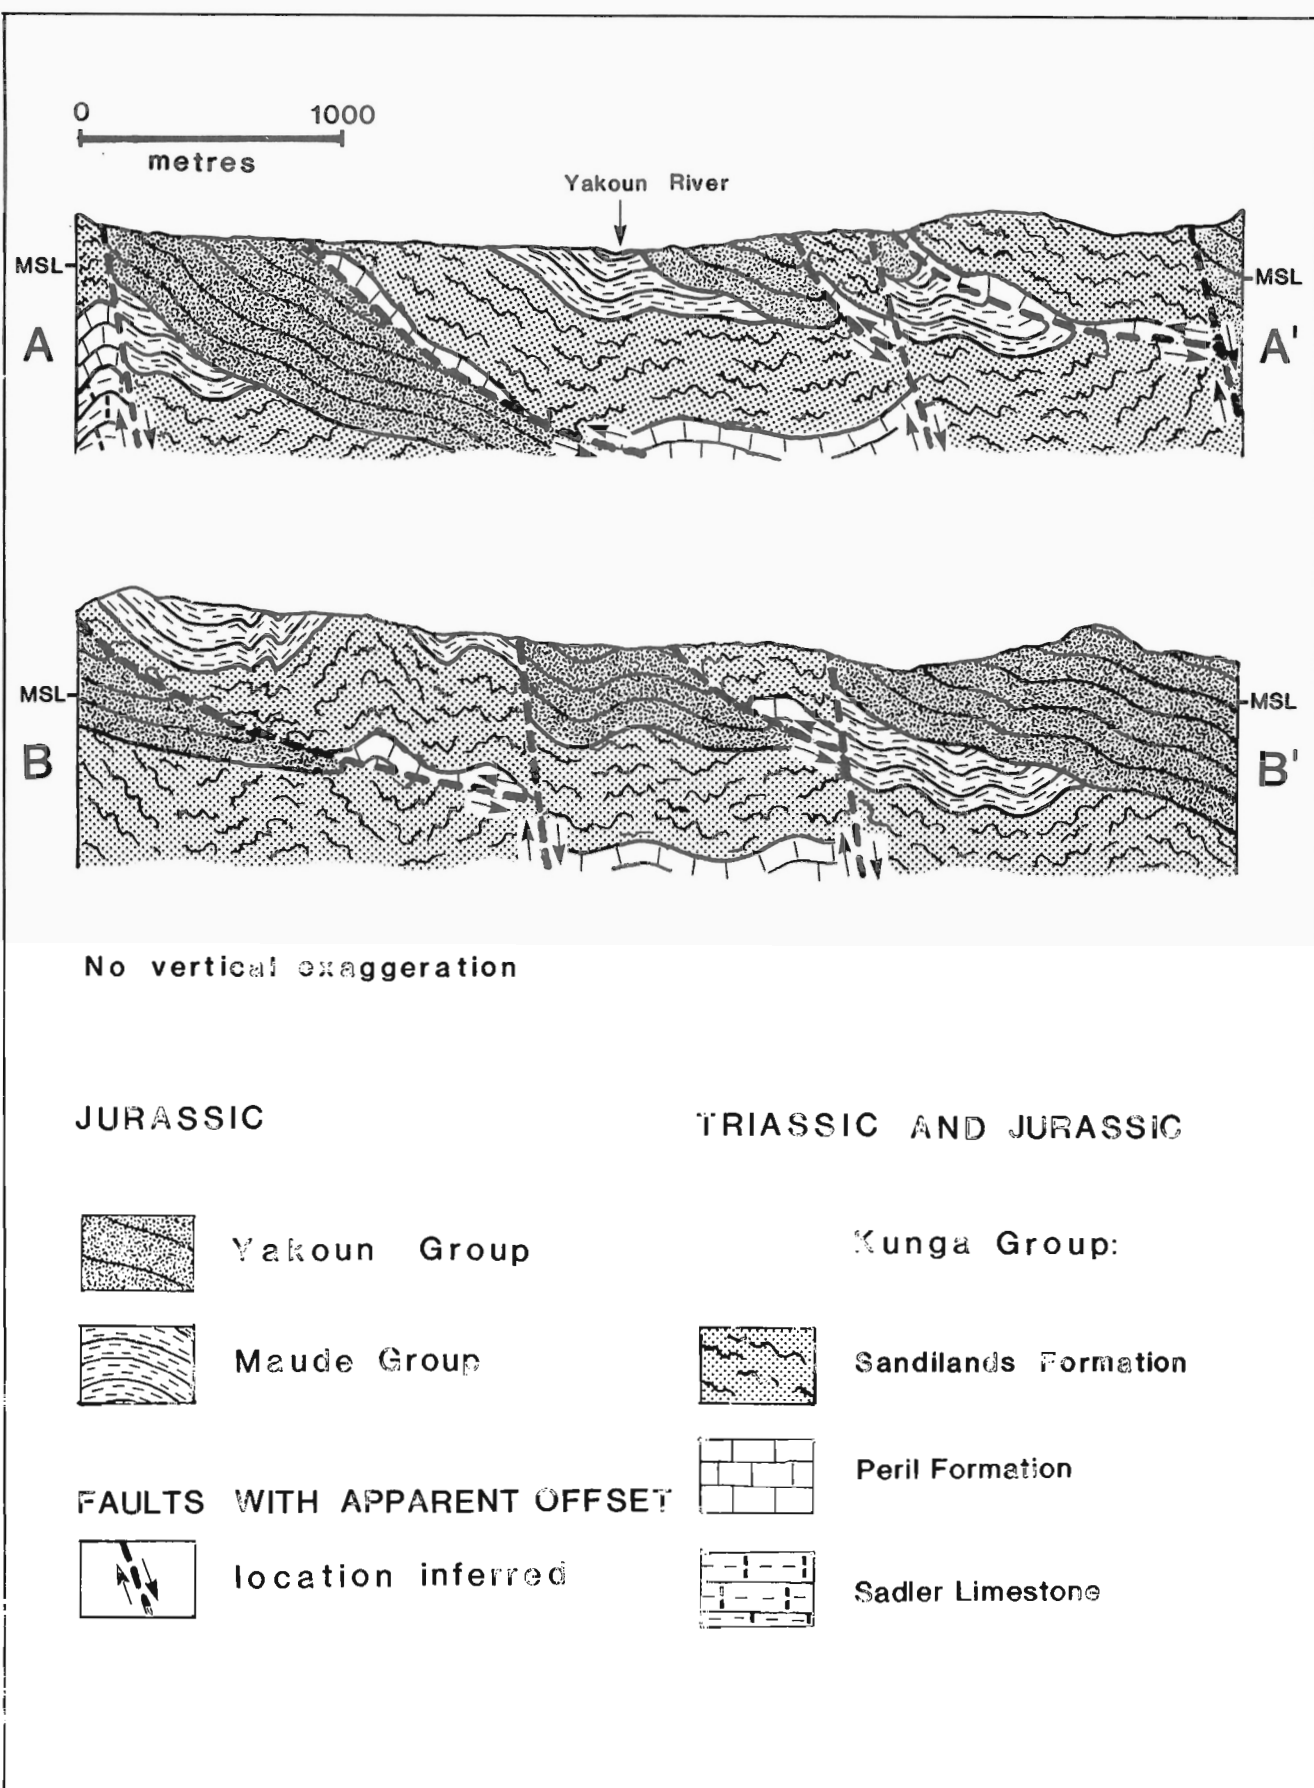 0 1000
metres
Yakoun River
MSL MSL
A A'
MSL MSL
B B'
No vertical exaggeration
JURASSIC
Yakoun Group
Maude Group
FAULTS WITH APPARENT OFFSET
location inferred
TRIASSIC AND JURASSIC
Kunga Group:
Sandilands Formation
Peril Formation
Sadler Limestone